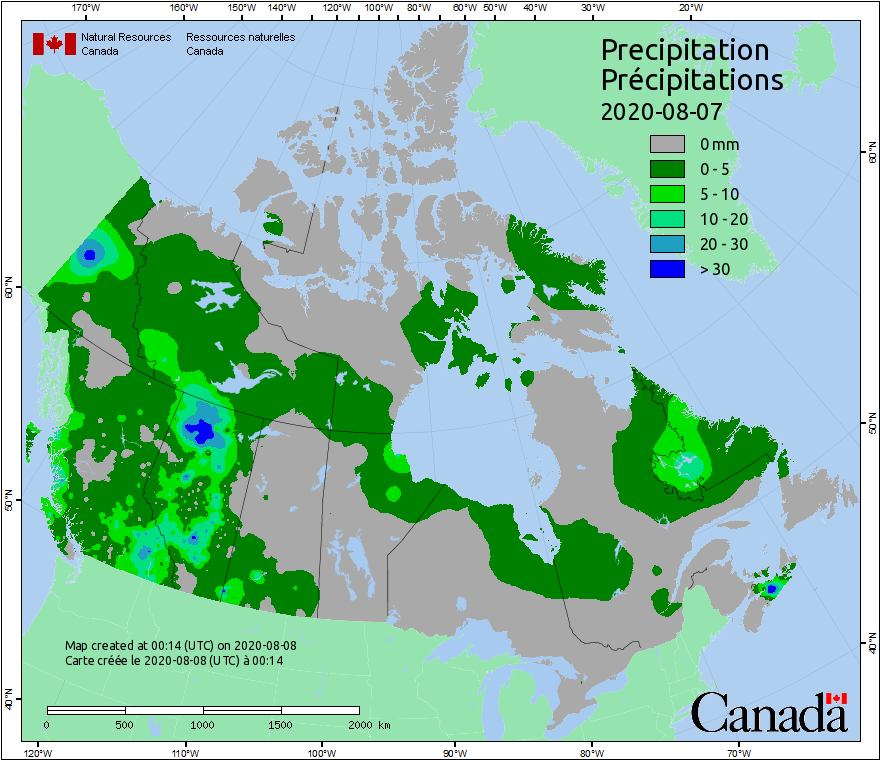 170°W 160°W 150°W 140°W 120°W 100°W 80°W 60°W 50°W 40°W 30°W 20°W
Natural Resources Ressources naturelles
Canada Canada
Precipitation
Précipitations
2020-08-07
0 mm
0 - 5
5 - 10
10 - 20
20 - 30
> 30
60°N
60°N
50°N
50°N
40°N
40°N
Map created at 00:14 (UTC) on 2020-08-08
Carte créée le 2020-08-08 (UTC) à 00:14
0 500 1000 1500 2000 km
Canada
120°W 110°W 100°W 90°W 80°W 70°W